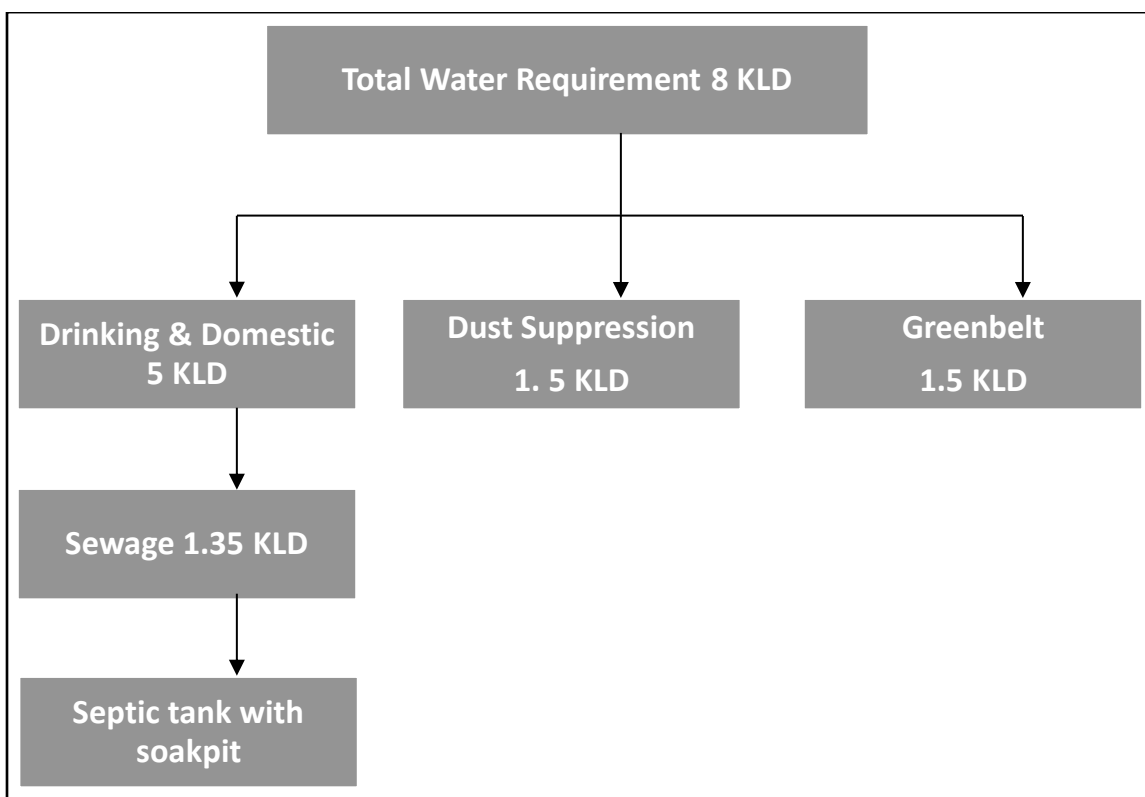 Total Water Requirement 8 KLD
Drinking & Domestic
5 KLD
Dust Suppression
1. 5 KLD
Greenbelt
1.5 KLD
Sewage 1.35 KLD
Septic tank with
soakpit